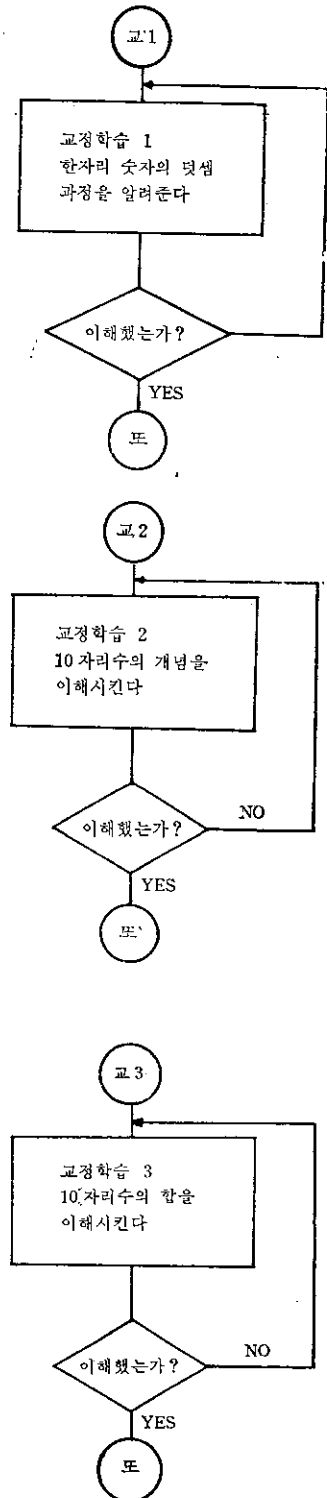 교1
교정학습 1
한자리 숫자의 덧셈
과정을 알려준다
이해했는가?
YES
또
교2
교정학습 2
10 자리수의 개념을
이해시킨다
이해했는가?
NO
YES
또
교3
교정학습 3
10 자리수의 합을
이해시킨다
이해했는가?
NO
YES
또